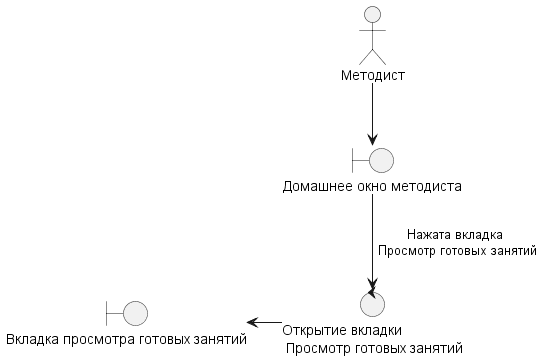 Методист
Домашнее окно методиста
Нажата вкладка
Просмотр готовых занятий
Открытие вкладки
Просмотр готовых занятий
Вкладка просмотра готовых занятий